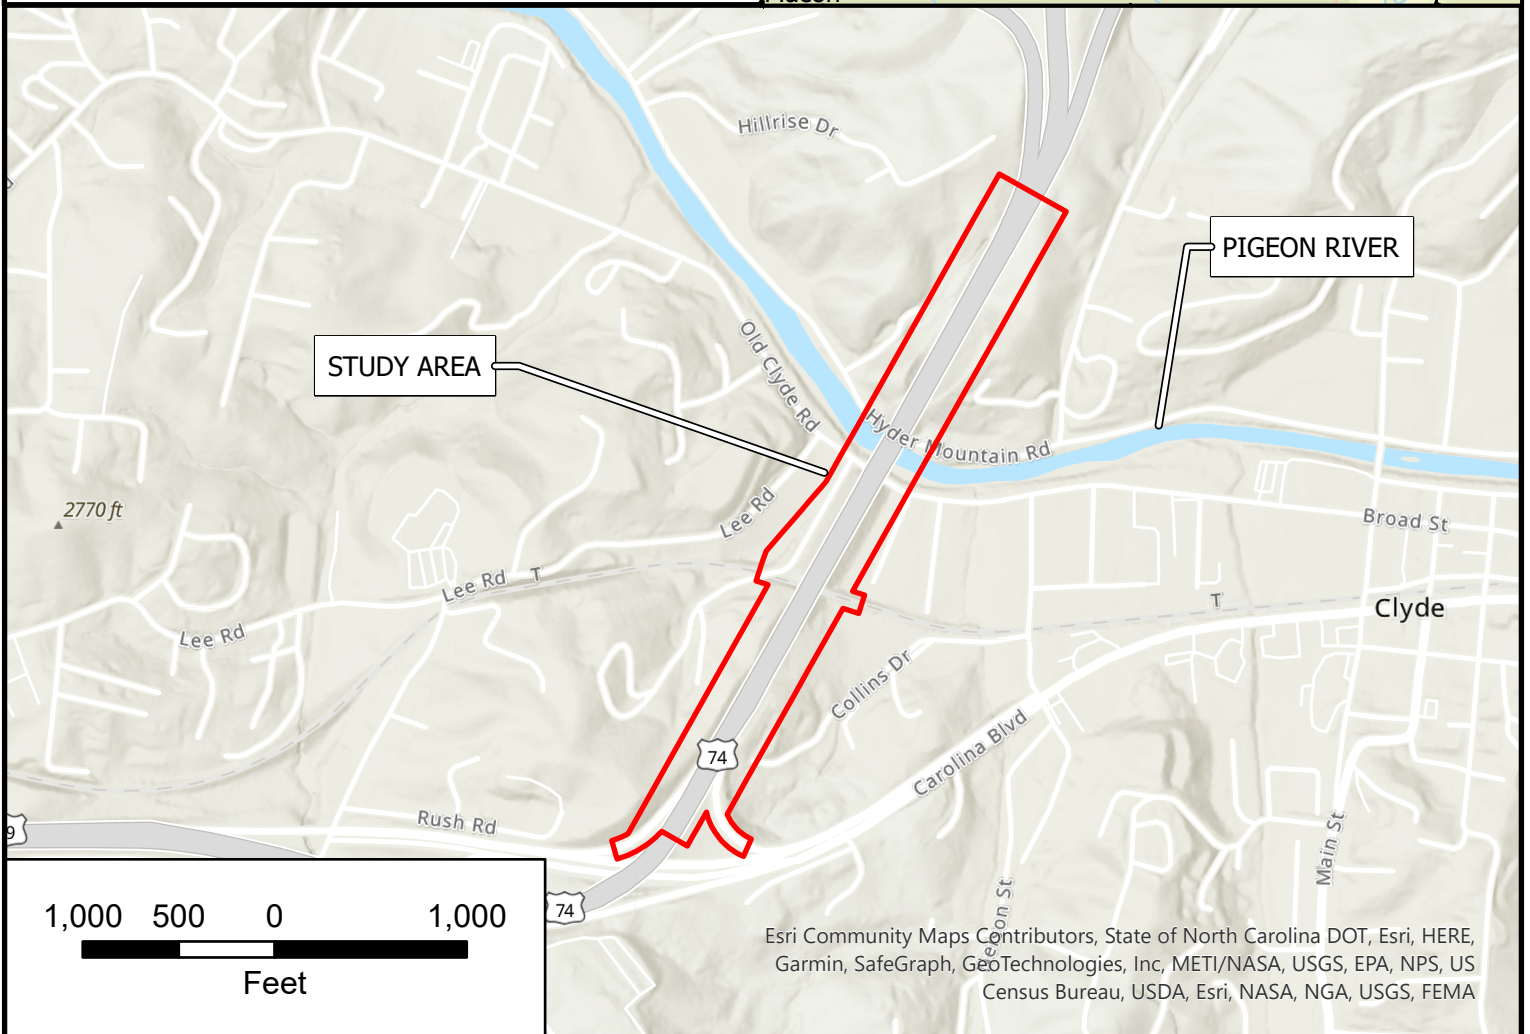 Hillrise Dr
PIGEON RIVER
STUDY AREA
Old Clyde Rd
Hyder Mountain Rd
2770 ft
Lee Rd
Broad St
Lee Rd
T
T
Clyde
Lee Rd
Collins Dr
74
Carolina Blvd
Rush Rd
9
Main St
74
1,000 500 0 1,000
Feet
son St
Esri Community Maps Contributors, State of North Carolina DOT, Esri, HERE,
Garmin, SafeGraph, GeoTechnologies, Inc, METI/NASA, USGS, EPA, NPS, US
Census Bureau, USDA, Esri, NASA, NGA, USGS, FEMA